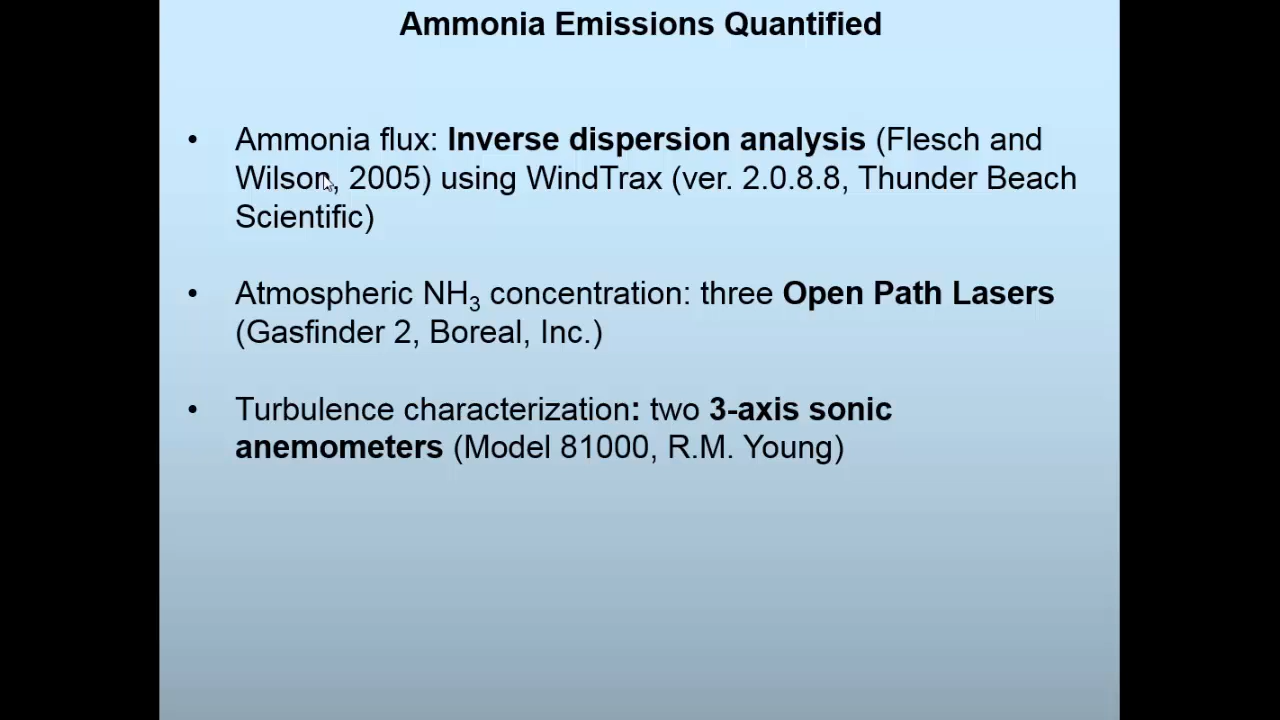 Ammonia Emissions Quantified
• Ammonia flux: Inverse dispersion analysis (Flesch and
Wilson, 2005) using WindTrax (ver. 2.0.8.8, Thunder Beach
Scientific)
• Atmospheric NH₃ concentration: three Open Path Lasers
(Gasfinder 2, Boreal, Inc.)
• Turbulence characterization: two 3-axis sonic
anemometers (Model 81000, R.M. Young)